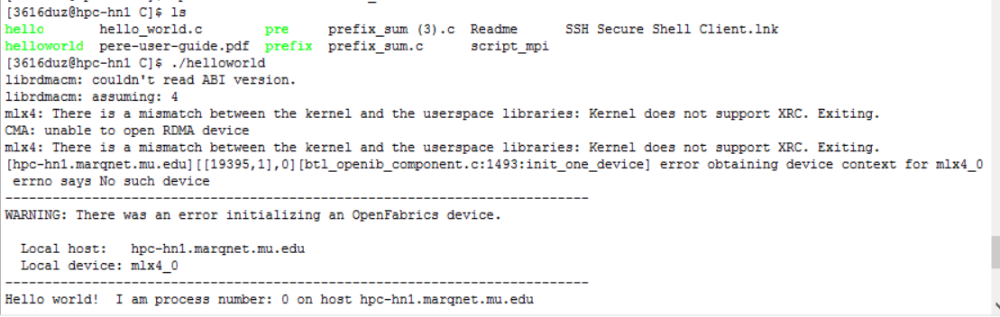 [3616duz@hpc-hn1 C]$ ls
hello       hello_world.c        pre     prefix_sum (3).c  Readme      SSH Secure Shell Client.lnk
helloworld  pere-user-guide.pdf  prefix  prefix_sum.c      script_mpi
[3616duz@hpc-hn1 C]$ ./helloworld
librdmacm: couldn't read ABI version.
librdmacm: assuming: 4
mlx4: There is a mismatch between the kernel and the userspace libraries: Kernel does not support XRC. Exiting.
CMA: unable to open RDMA device
mlx4: There is a mismatch between the kernel and the userspace libraries: Kernel does not support XRC. Exiting.
[hpc-hn1.marqnet.mu.edu][[19395,1],0][btl_openib_component.c:1493:init_one_device] error obtaining device context for mlx4_0
 errno says No such device
--------------------------------------------------------------------------
WARNING: There was an error initializing an OpenFabrics device.
  Local host:   hpc-hn1.marqnet.mu.edu
  Local device: mlx4_0
--------------------------------------------------------------------------
Hello world!  I am process number: 0 on host hpc-hn1.marqnet.mu.edu